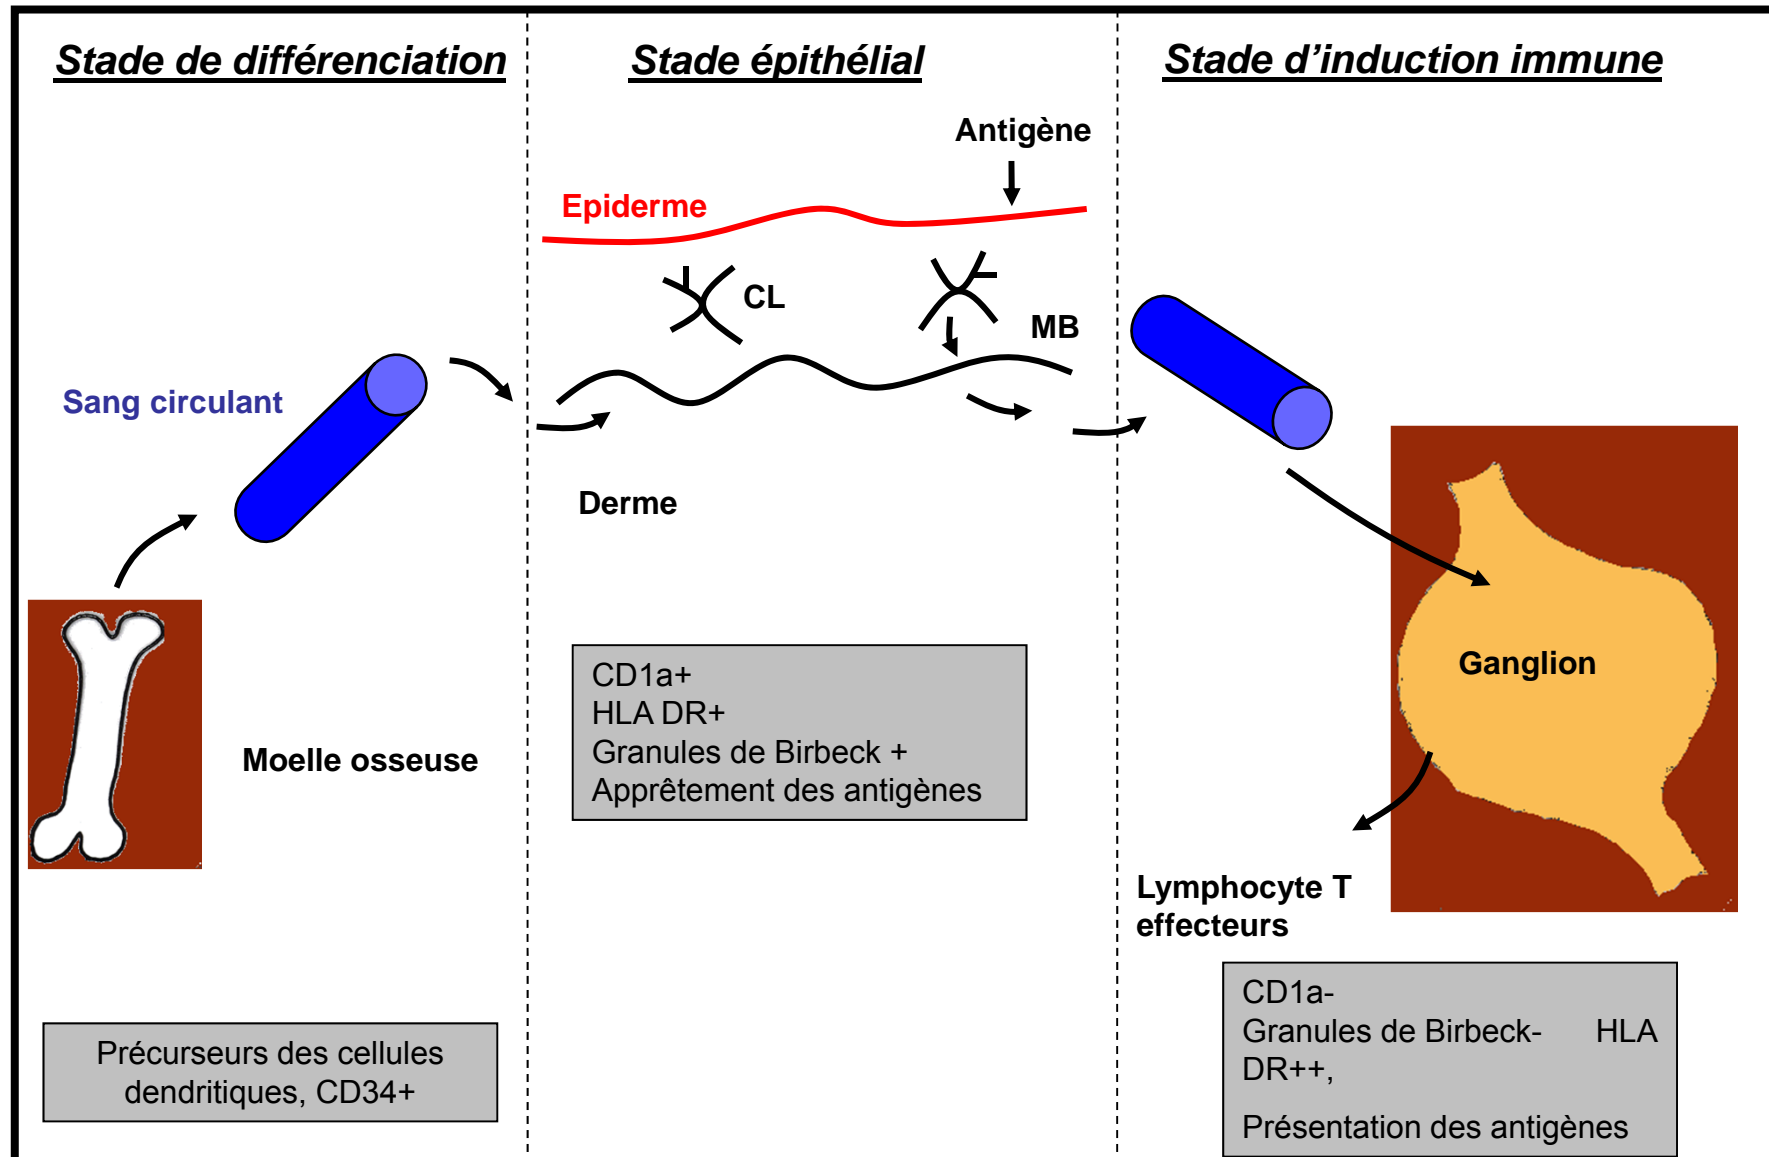 Stade de différenciation
Sang circulant
Moelle osseuse
Précurseurs des cellules
dendritiques, CD34+
Stade épithélial
Antigène
Epiderme
CL
MB
Derme
CD1a+
HLA DR+
Granules de Birbeck +
Apprêtement des antigènes
Stade d’induction immune
Ganglion
Lymphocyte T
effecteurs
CD1a-
Granules de Birbeck- HLA
DR++,
Présentation des antigènes